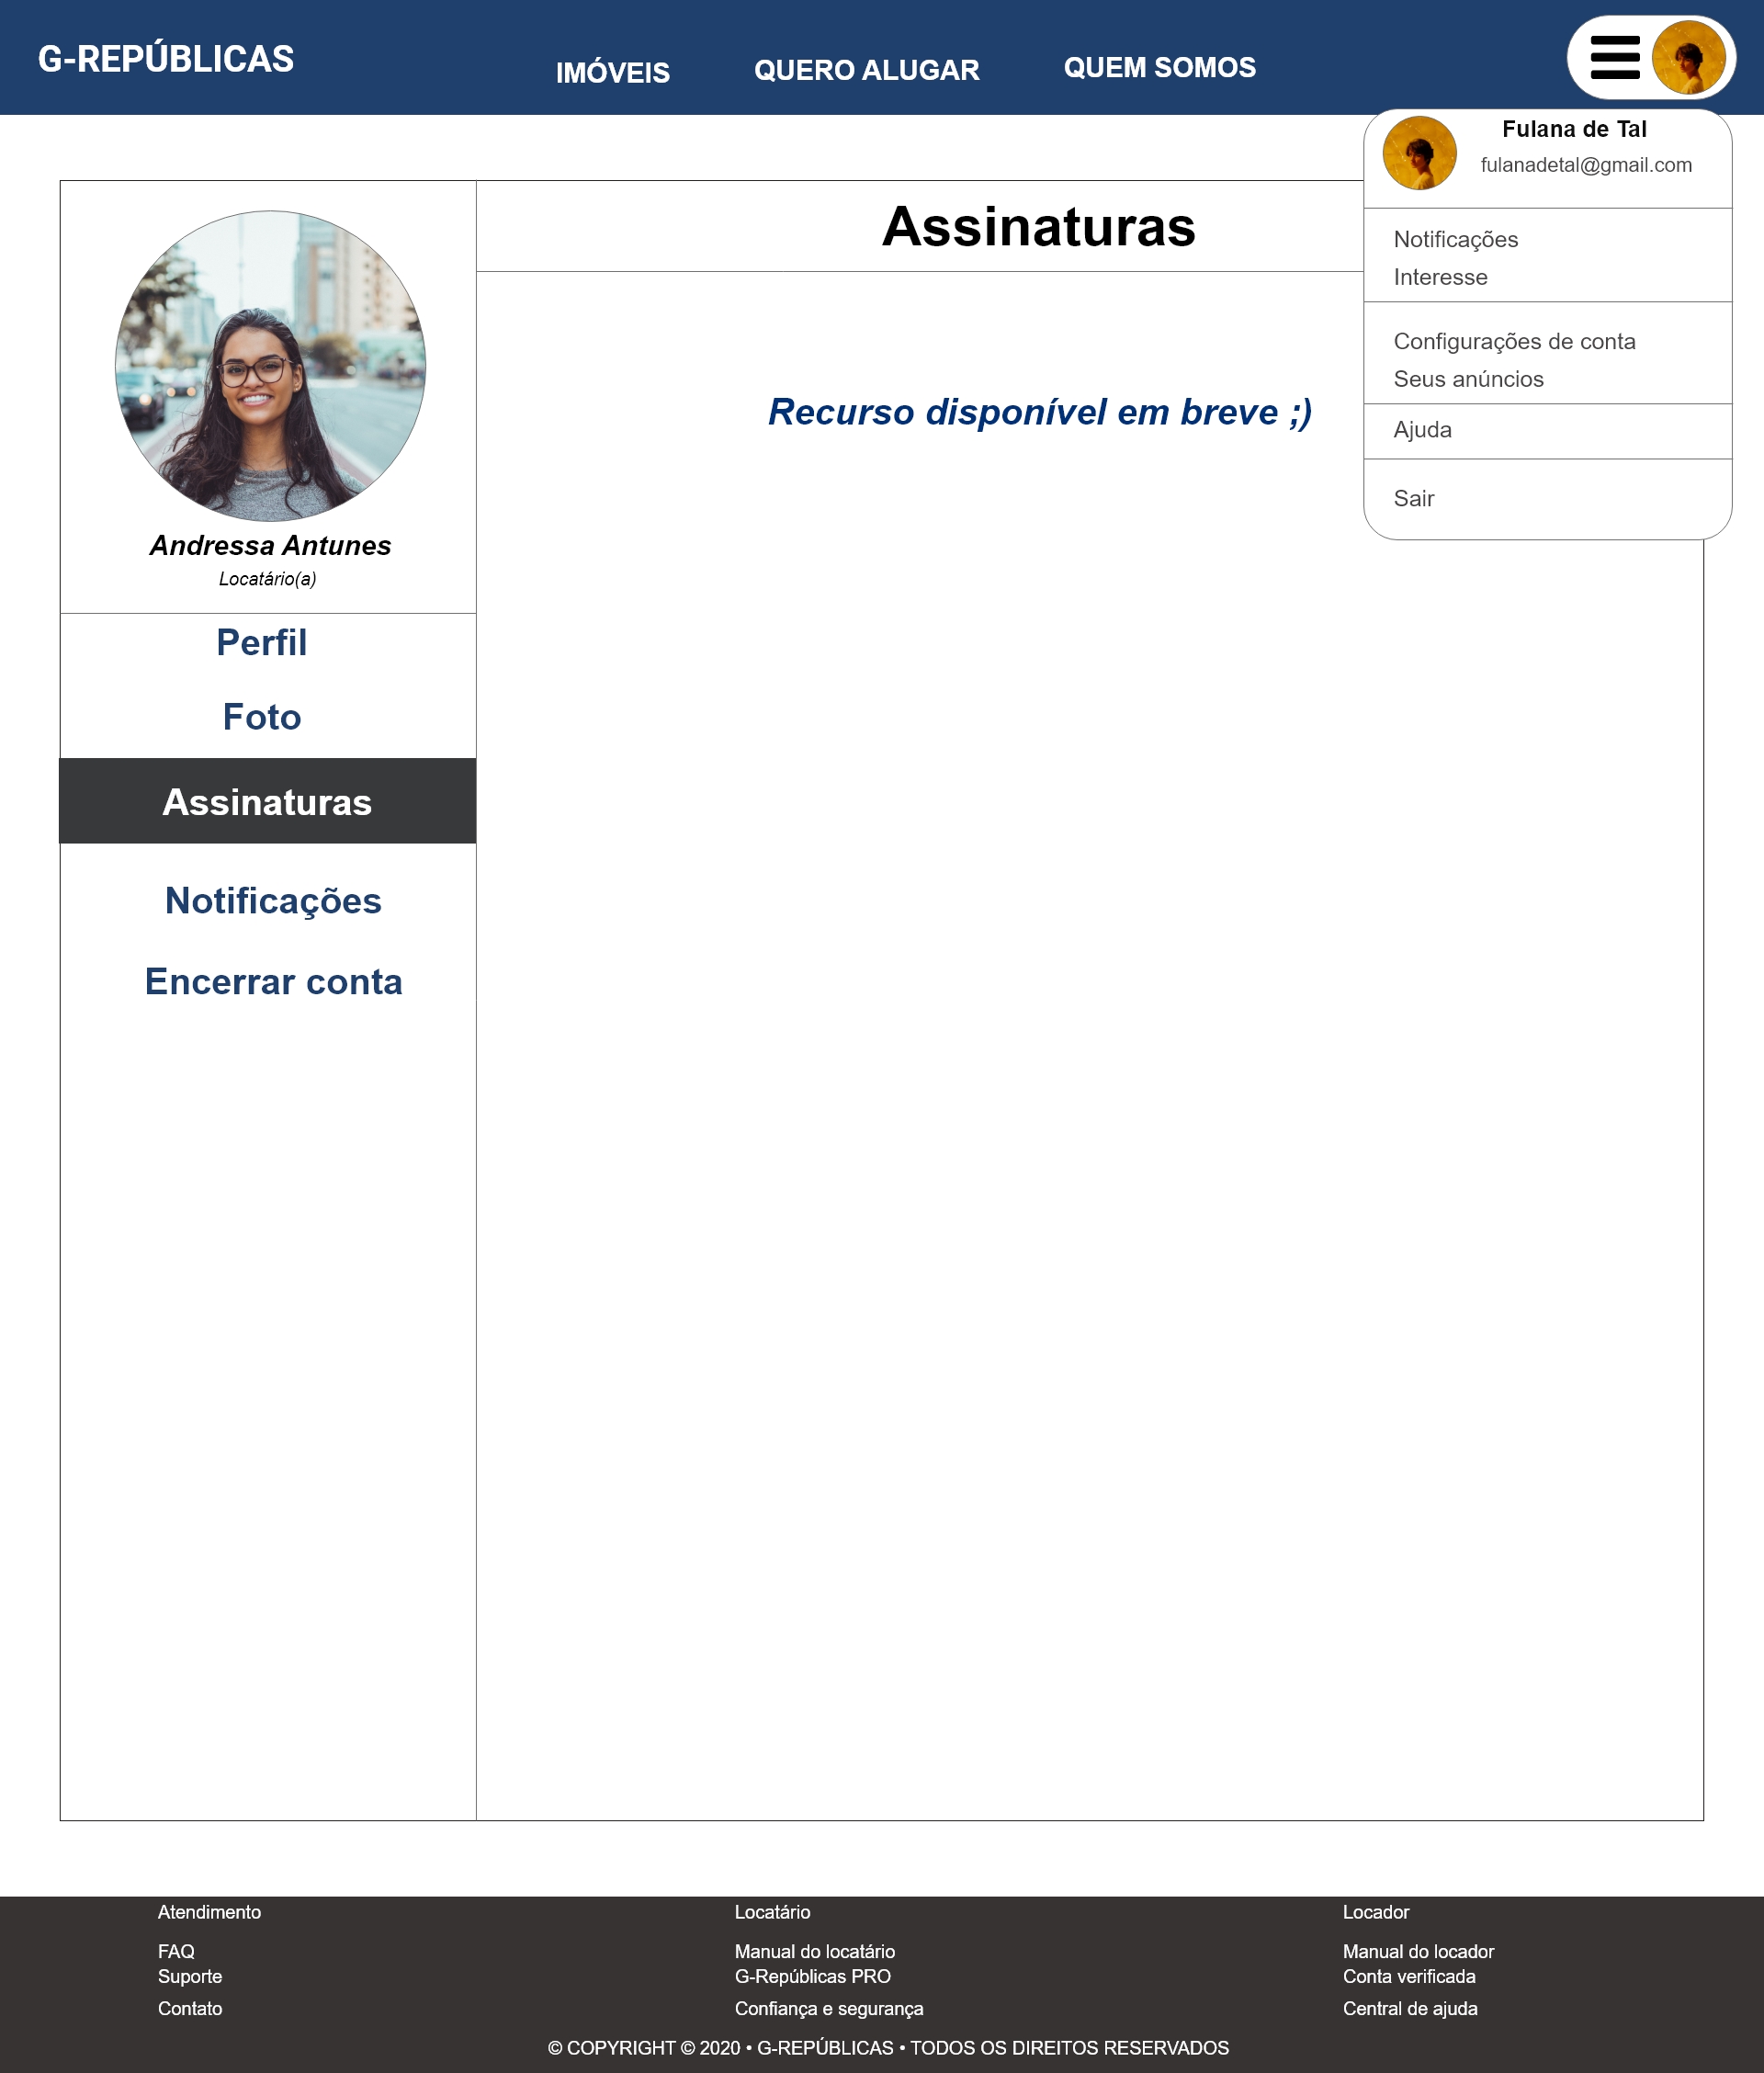 G-REPÚBLICAS
IMÓVEIS
QUERO ALUGAR
QUEM SOMOS
Fulana de Tal
fulanadetal@gmail.com
Notificações
Interesse
Configurações de conta
Seus anúncios
Ajuda
Sair
Assinaturas
Recurso disponível em breve ;)
Andressa Antunes
Locatário(a)
Perfil
Foto
Assinaturas
Notificações
Encerrar conta
Atendimento
FAQ
Suporte
Contato
Locatário
Manual do locatário
G-Repúblicas PRO
Confiança e segurança
Locador
Manual do locador
Conta verificada
Central de ajuda
© COPYRIGHT © 2020 • G-REPÚBLICAS • TODOS OS DIREITOS RESERVADOS